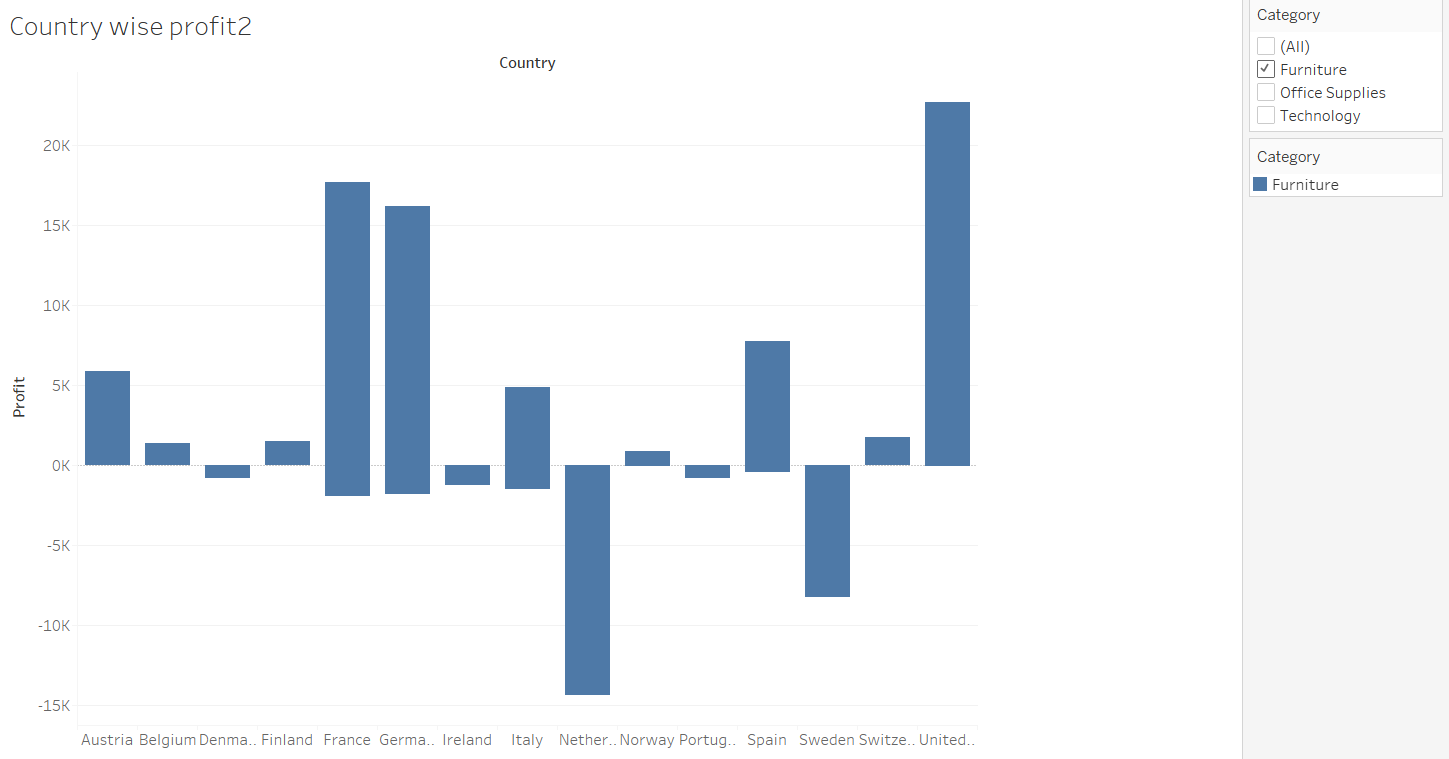 Country wise profit2
Country
Profit
20K
15K
10K
5K
0K
-5K
-10K
-15K
Austria Belgium Denma.. Finland France Germa.. Ireland Italy Nether.. Norway Portug.. Spain Sweden Switze.. United..
Category
(All)
Furniture
Office Supplies
Technology
Category
Furniture